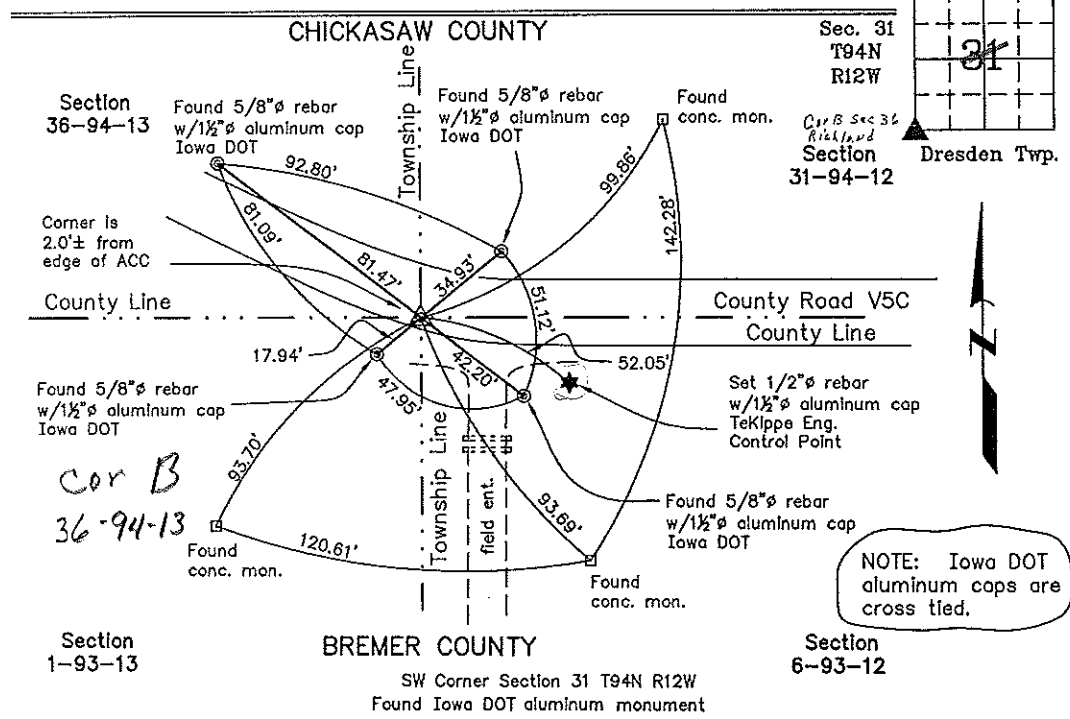 CHICKASAW COUNTY
Sec. 31
T94N
R12W
31
Cor B Sec 36
Richland
Dresden Twp.
Section
36-94-13
Found 5/8"ø rebar
w/1½"ø aluminum cap
Iowa DOT
Township Line
Found 5/8"ø rebar
w/1½"ø aluminum cap
Iowa DOT
Found
conc. mon.
Section
31-94-12
92.80'
99.86'
142.28'
81.09'
81.47'
34.93'
51.12'
Corner is
2.0'± from
edge of ACC
County Line
County Road V5C
County Line
N
17.94'
42.20'
52.05'
47.95'
Found 5/8"ø rebar
w/1½"ø aluminum cap
Iowa DOT
Set 1/2"ø rebar
w/1½"ø aluminum cap
TeKippe Eng.
Control Point
cor B
36-94-13
93.70'
Township Line
field ent.
93.69'
Found 5/8"ø rebar
w/1½"ø aluminum cap
Iowa DOT
Found
conc. mon.
120.61'
Found
conc. mon.
NOTE: Iowa DOT
aluminum caps are
cross tied.
Section
1-93-13
BREMER COUNTY
Section
6-93-12
SW Corner Section 31 T94N R12W
Found Iowa DOT aluminum monument